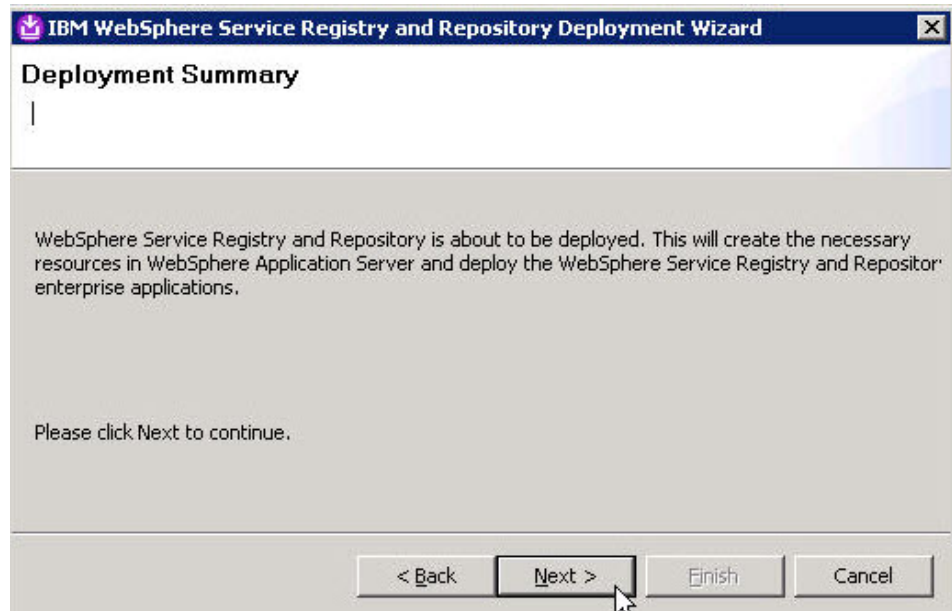 IBM WebSphere Service Registry and Repository Deployment Wizard
Deployment Summary
WebSphere Service Registry and Repository is about to be deployed. This will create the necessary
resources in WebSphere Application Server and deploy the WebSphere Service Registry and Repositor
enterprise applications.
Please click Next to continue.
< Back Next > Finish Cancel